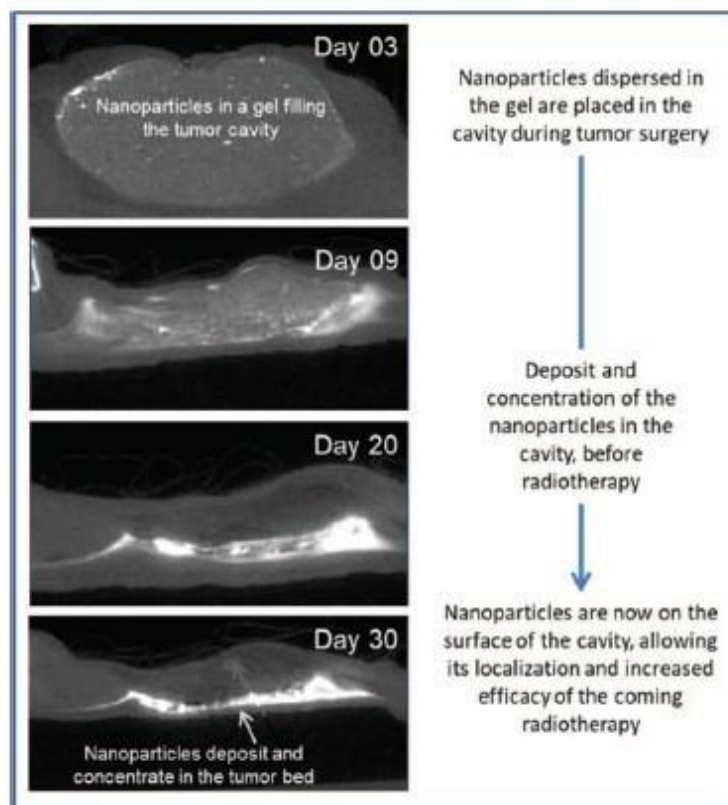 Day 03
Nanoparticles in a gel filling
the tumor cavity
Nanoparticles dispersed in
the gel are placed in the
cavity during tumor surgery
Day 09
Deposit and
concentration of the
nanoparticles in the
cavity, before
radiotherapy
Day 20
Nanoparticles are now on the
surface of the cavity, allowing
its localization and increased
efficacy of the coming
radiotherapy
Day 30
Nanoparticles deposit and
concentrate in the tumor bed